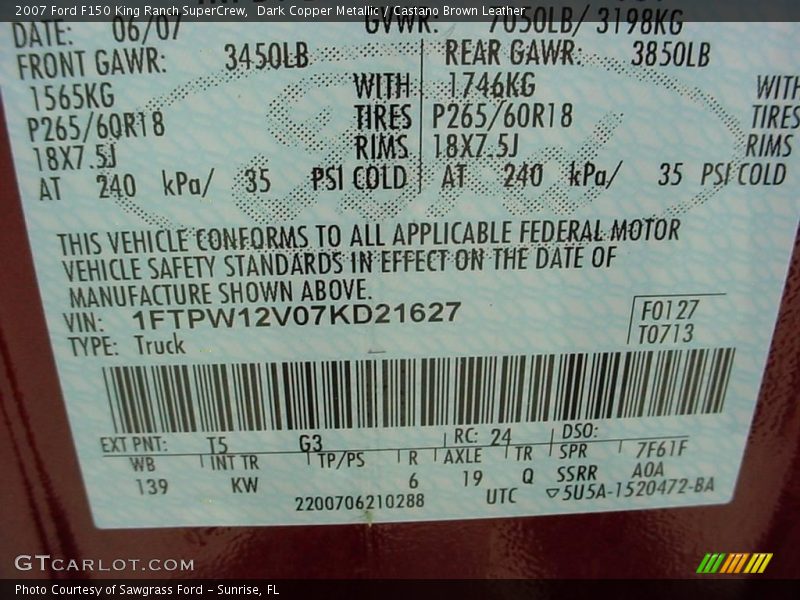 2007 Ford F150 King Ranch SuperCrew,  Dark Copper Metallic / Castano Brown Leather
DATE: 06/07 GVWR: 7050LB/ 3198KG
FRONT GAWR: 3450LB REAR GAWR: 3850LB
1565KG WITH 1746KG WITH
P265/60R18 TIRES P265/60R18 TIRES
18X7.5J RIMS 18X7.5J RIMS
AT 240 kPa/ 35 PSI COLD AT 240 kPa/ 35 PSI COLD
THIS VEHICLE CONFORMS TO ALL APPLICABLE FEDERAL MOTOR
VEHICLE SAFETY STANDARDS IN EFFECT ON THE DATE OF
MANUFACTURE SHOWN ABOVE.
VIN: 1FTPW12V07KD21627 F0127
TYPE: Truck T0713
EXT PNT: T5 G3 RC: 24 DSO:
WB INT TR TP/PS R AXLE TR SPR 7F61F
139 KW 6 19 Q SSRR A0A
2200706210288 UTC ▽5U5A-1520472-BA
GTCARLOT.COM
Photo Courtesy of Sawgrass Ford - Sunrise, FL